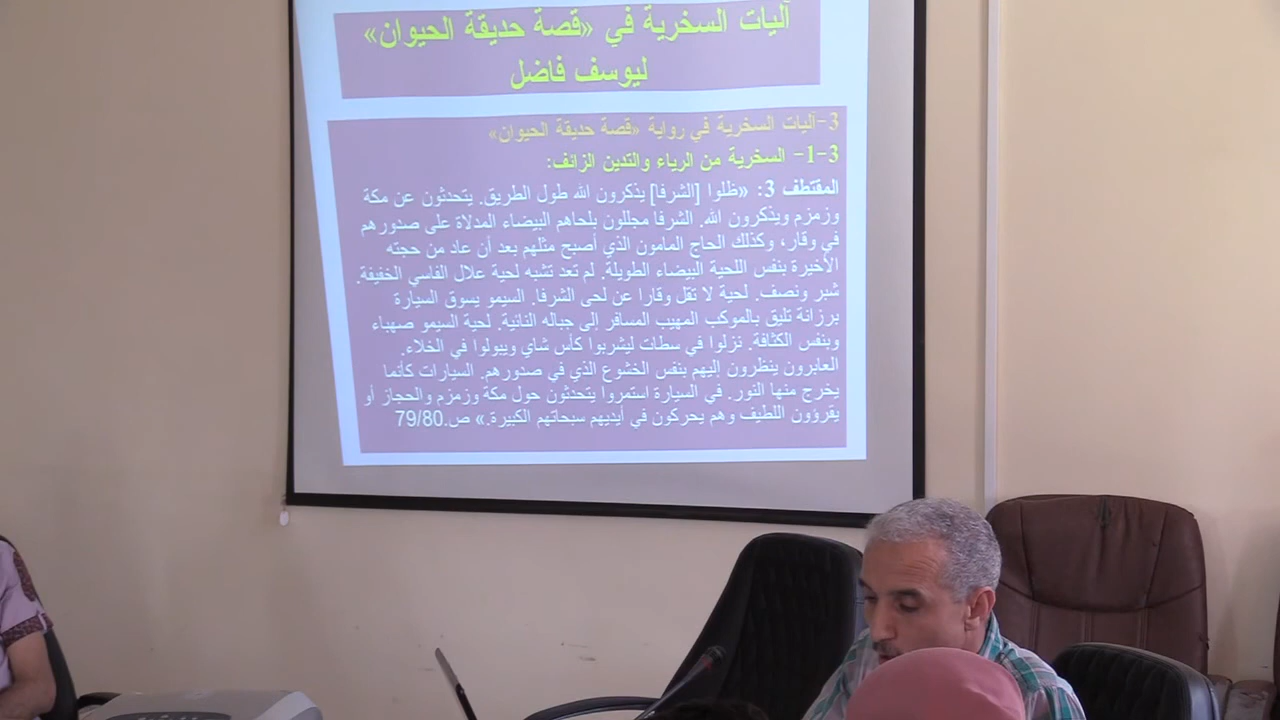 آليات السخرية في «قصة حديقة الحيوان»
ليوسف فاضل
3-آليات السخرية في رواية «قصة حديقة الحيوان»
3-1- السخرية من الرياء والتدين الزائف:
المقتطف 3: «ظلوا [الشرفا] يذكرون الله طول الطريق. يتحدثون عن مكة
وزمزم ويذكرون الله. الشرفا مجللون بلحاهم البيضاء المدلاة على صدورهم
في وقار، وكذلك الحاج المامون الذي أصبح مثلهم بعد أن عاد من حجته
الأخيرة بنفس اللحية البيضاء الطويلة. لم تعد تشبه لحية علال الفاسي الخفيفة.
شبر ونصف. لحية لا تقل وقارا عن لحى الشرفا. السيمو يسوق السيارة
برزانة تليق بالموكب المهيب المسافر إلى جباله النائية. لحية السيمو صهباء
وبنفس الكثافة. نزلوا في سطات ليشربوا كأس شاي ويبولوا في الخلاء.
العابرون ينظرون إليهم بنفس الخشوع الذي في صدورهم. السيارات كأنما
يخرج منها النور. في السيارة استمروا يتحدثون حول مكة وزمزم والحجاز أو
يقرؤون اللطيف وهم يحركون في أيديهم سبحاتهم الكبيرة.» ص.79/80